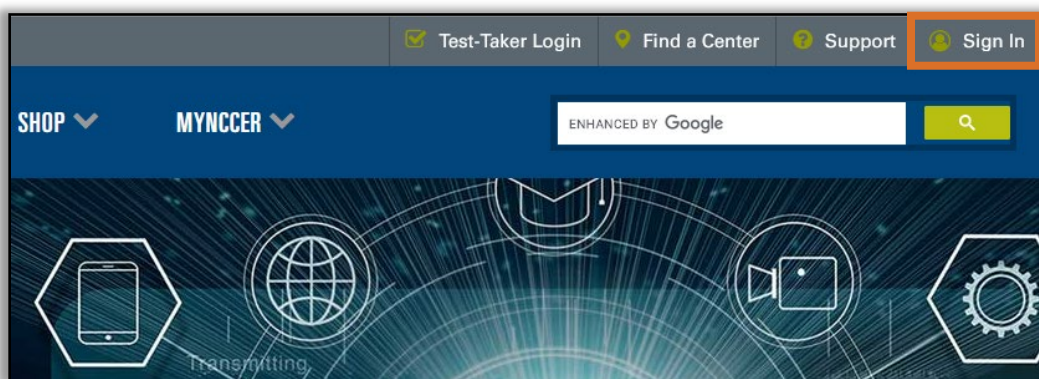 Test-Taker Login Find a Center Support Sign In
SHOP MYNCCER ENHANCED BY Google
Transmitting